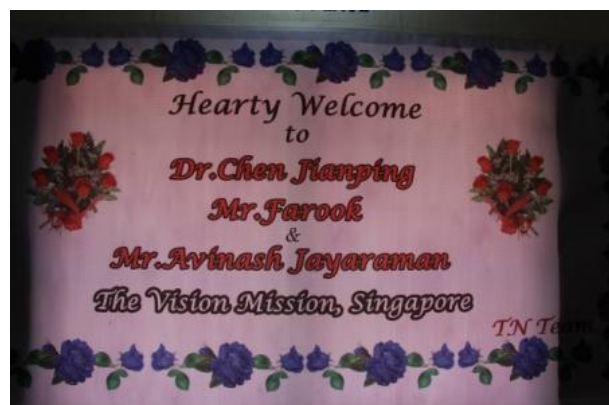 Hearty Welcome
to
Dr.Chen Jianping
Mr.Farook
&
Mr.Avinash Jayaraman
The Vision Mission, Singapore
TN Team